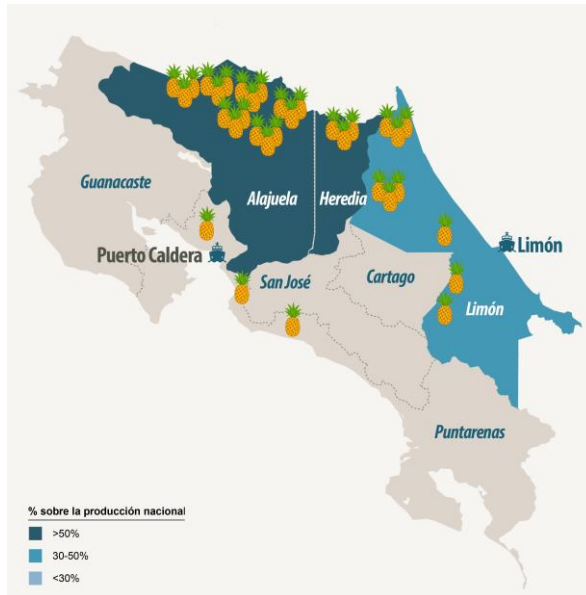 Guanacaste
Alajuela
Heredia
Puerto Caldera
Limón
San José
Cartago
Limón
Puntarenas
% sobre la producción nacional
>50%
30-50%
<30%